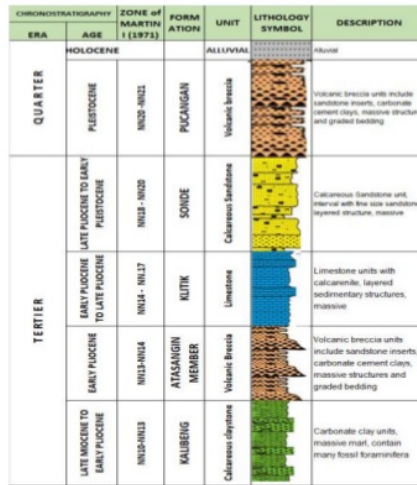 CHRONOSTRATIGRAPHY
ZONE of MARTINI (1971)
FORMATION
UNIT
LITHOLOGY SYMBOL
DESCRIPTION
ERA
AGE
HOLOCENE
ALLUVIAL
Alluvial
QUARTER
PLEISTOCENE
NN20 -NN21
PUCANGAN
Volcanic breccia
Volcanic breccia units include
sandstone inserts, carbonate
cement clays, massive structure
and graded bedding
TERTIER
LATE PLIOCENE TO EARLY
PLEISTOCENE
NN18 - NN20
SONDE
Calcareous Sandstone
Calcareous Sandstone unit,
interval with fine size sandstone,
layered structure, massive
EARLY PLIOCENE
TO LATE PLIOCENE
NN14 - NN.17
KLITIK
Limestone
Limestone units with
calcarenite, layered
sedimentary structures,
massive
EARLY PLIOCENE
NN13-NN14
ATASANGIN
MEMBER
Volcanic Breccia
Volcanic breccia units
include sandstone inserts,
carbonate cement clays,
massive structures and
graded bedding
LATE MIOCENE TO
EARLY PLIOCENE
NN10-NN13
KALIBENG
Calcareous claystone
Carbonate clay units,
massive marl, contain
many fossil foraminifera